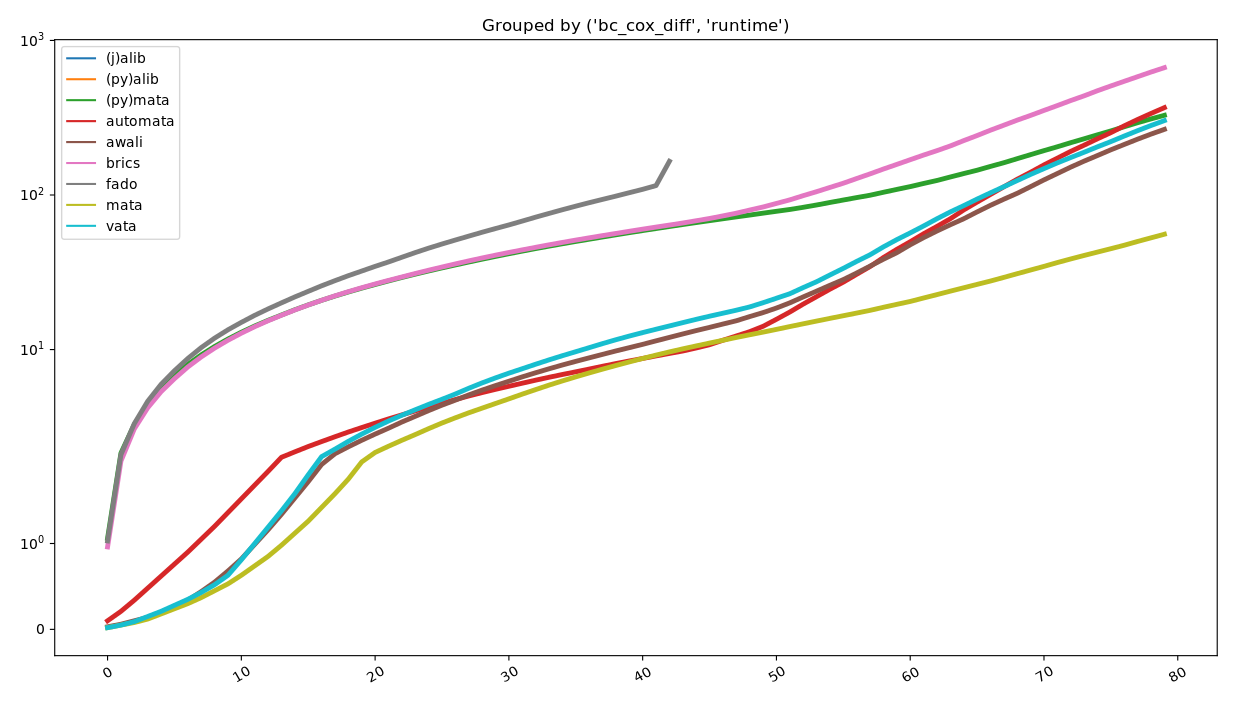 Grouped by ('bc_cox_diff', 'runtime')
10³
10²
10¹
10⁰
0
(j)alib
(py)alib
(py)mata
automata
awali
brics
fado
mata
vata
0 10 20 30 40 50 60 70 80